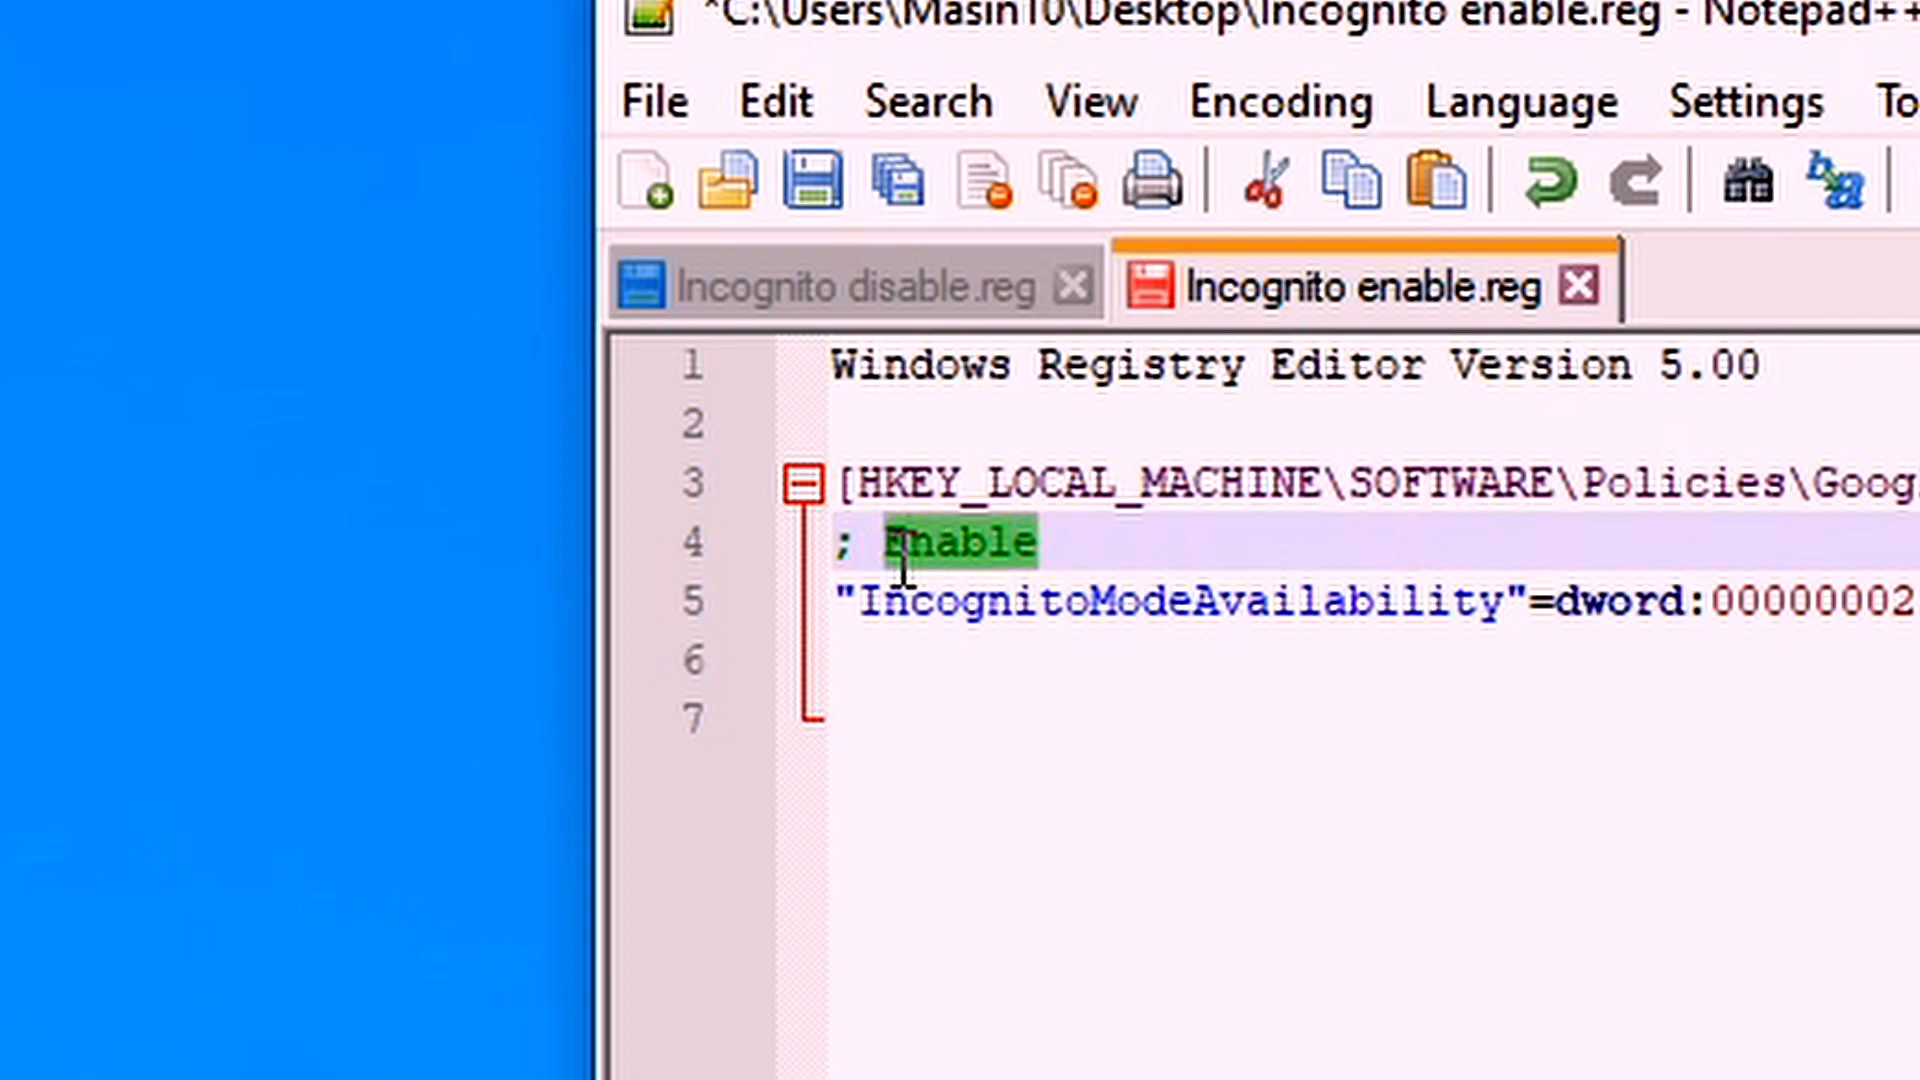 *C:\Users\Masin10\Desktop\Incognito enable.reg - Notepad++
File Edit Search View Encoding Language Settings To
Incognito disable.reg Incognito enable.reg
1 Windows Registry Editor Version 5.00
2
3 [HKEY_LOCAL_MACHINE\SOFTWARE\Policies\Goog
4 ; Enable
5 "IncognitoModeAvailability"=dword:00000002
6
7